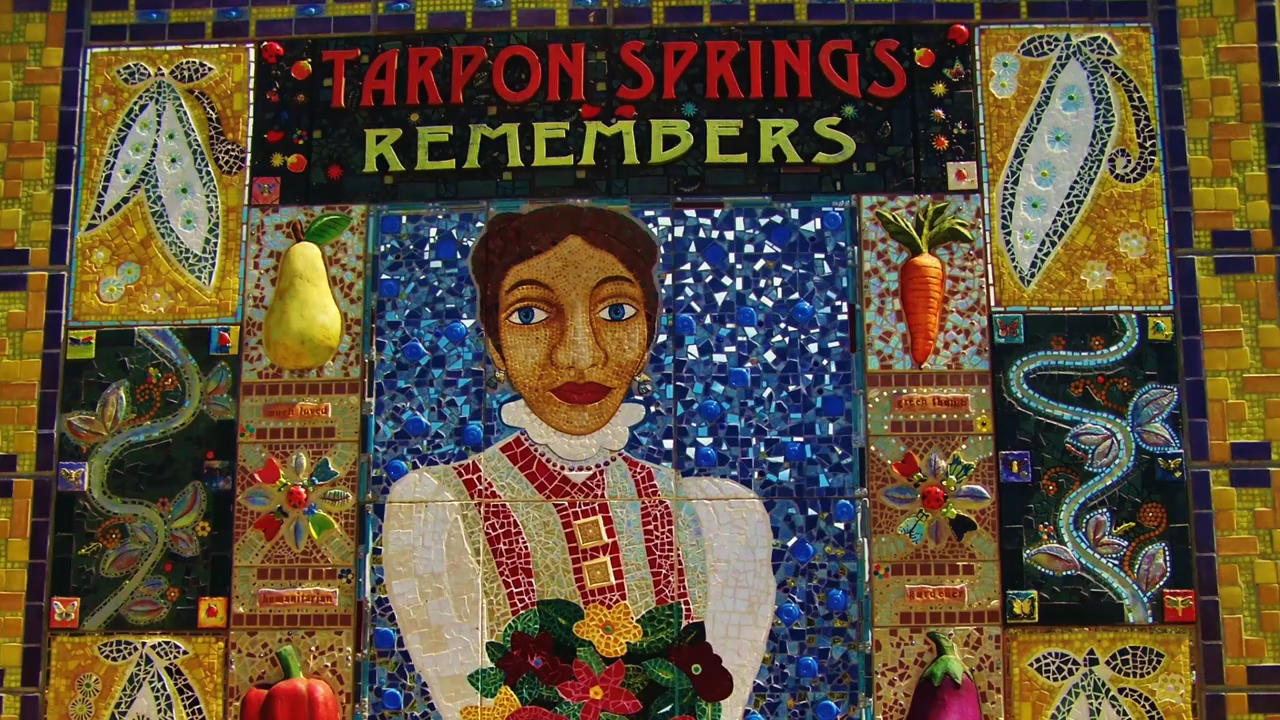 TARPON SPRINGS
REMEMBERS
much loved
green thumb
humanitarian
gardener